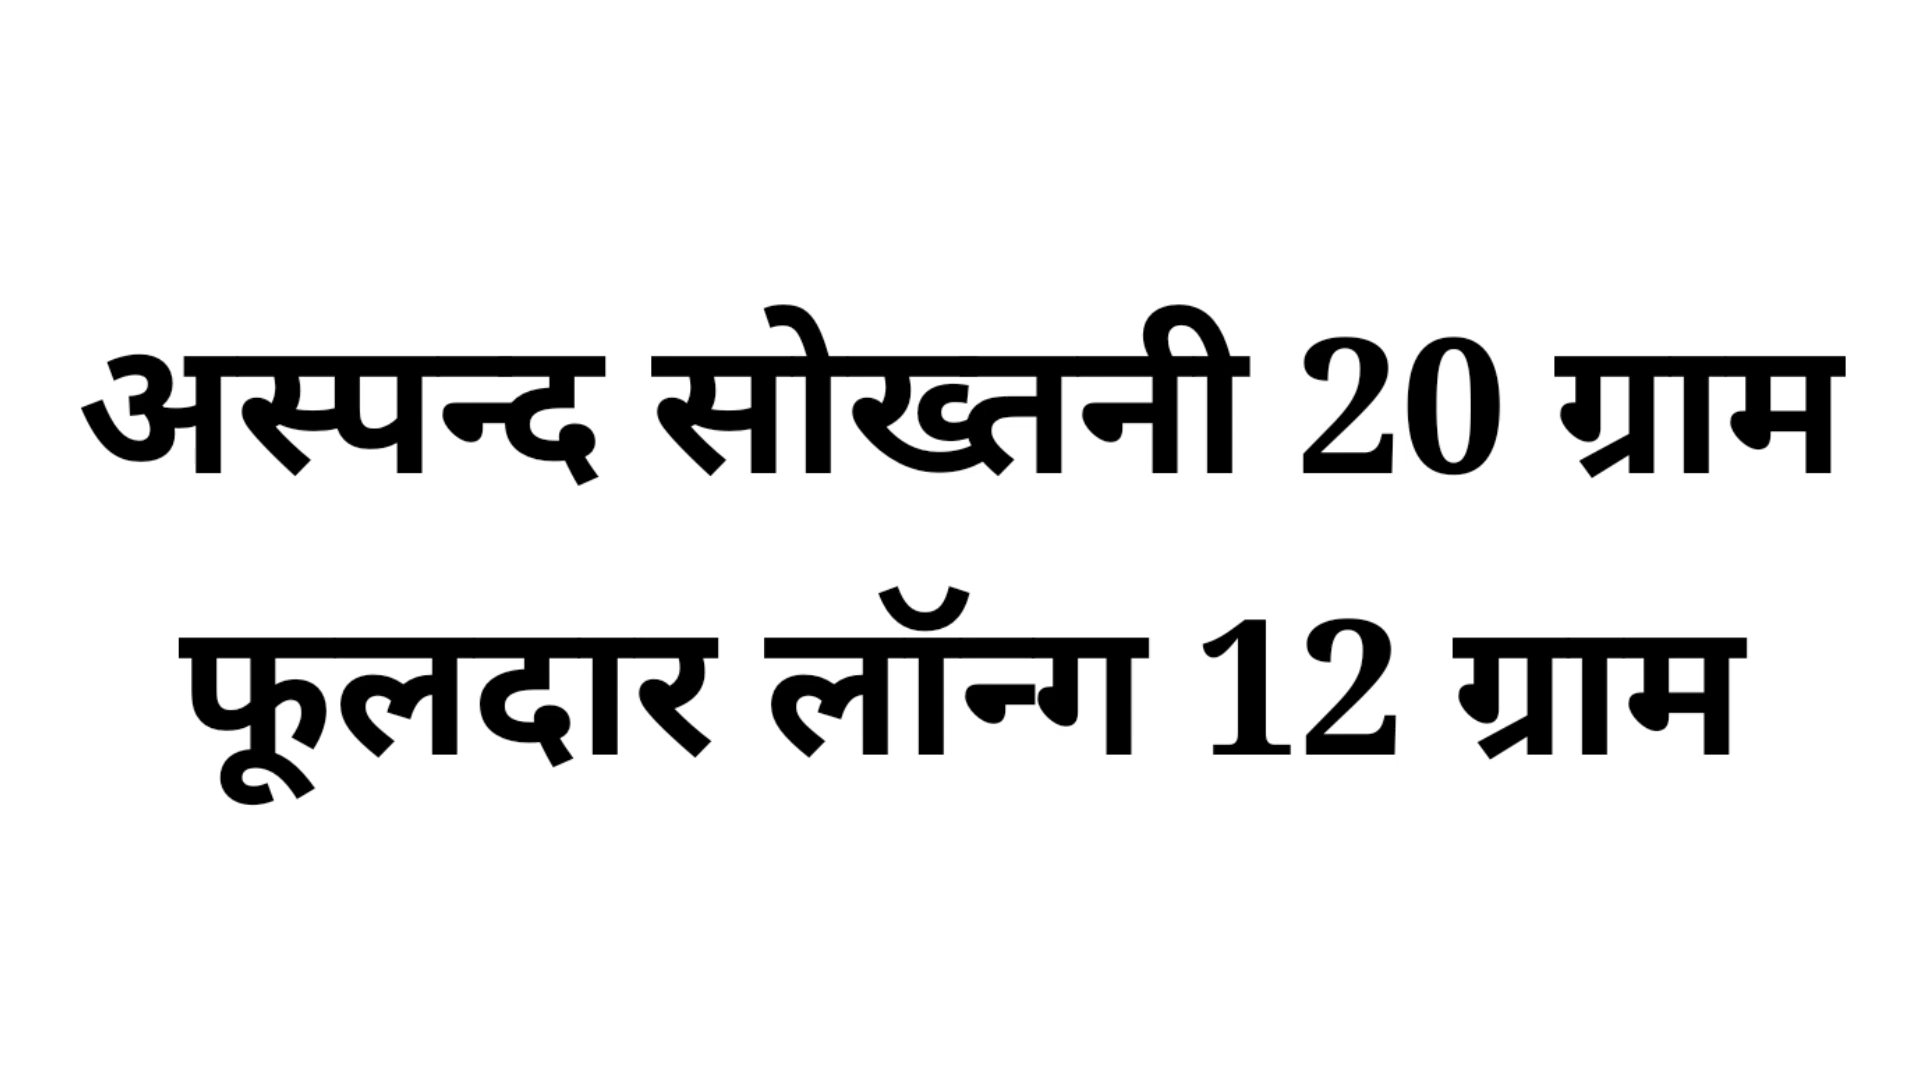 अस्पन्द सोख्तनी 20 ग्राम
फूलदार लॉन्ग 12 ग्राम